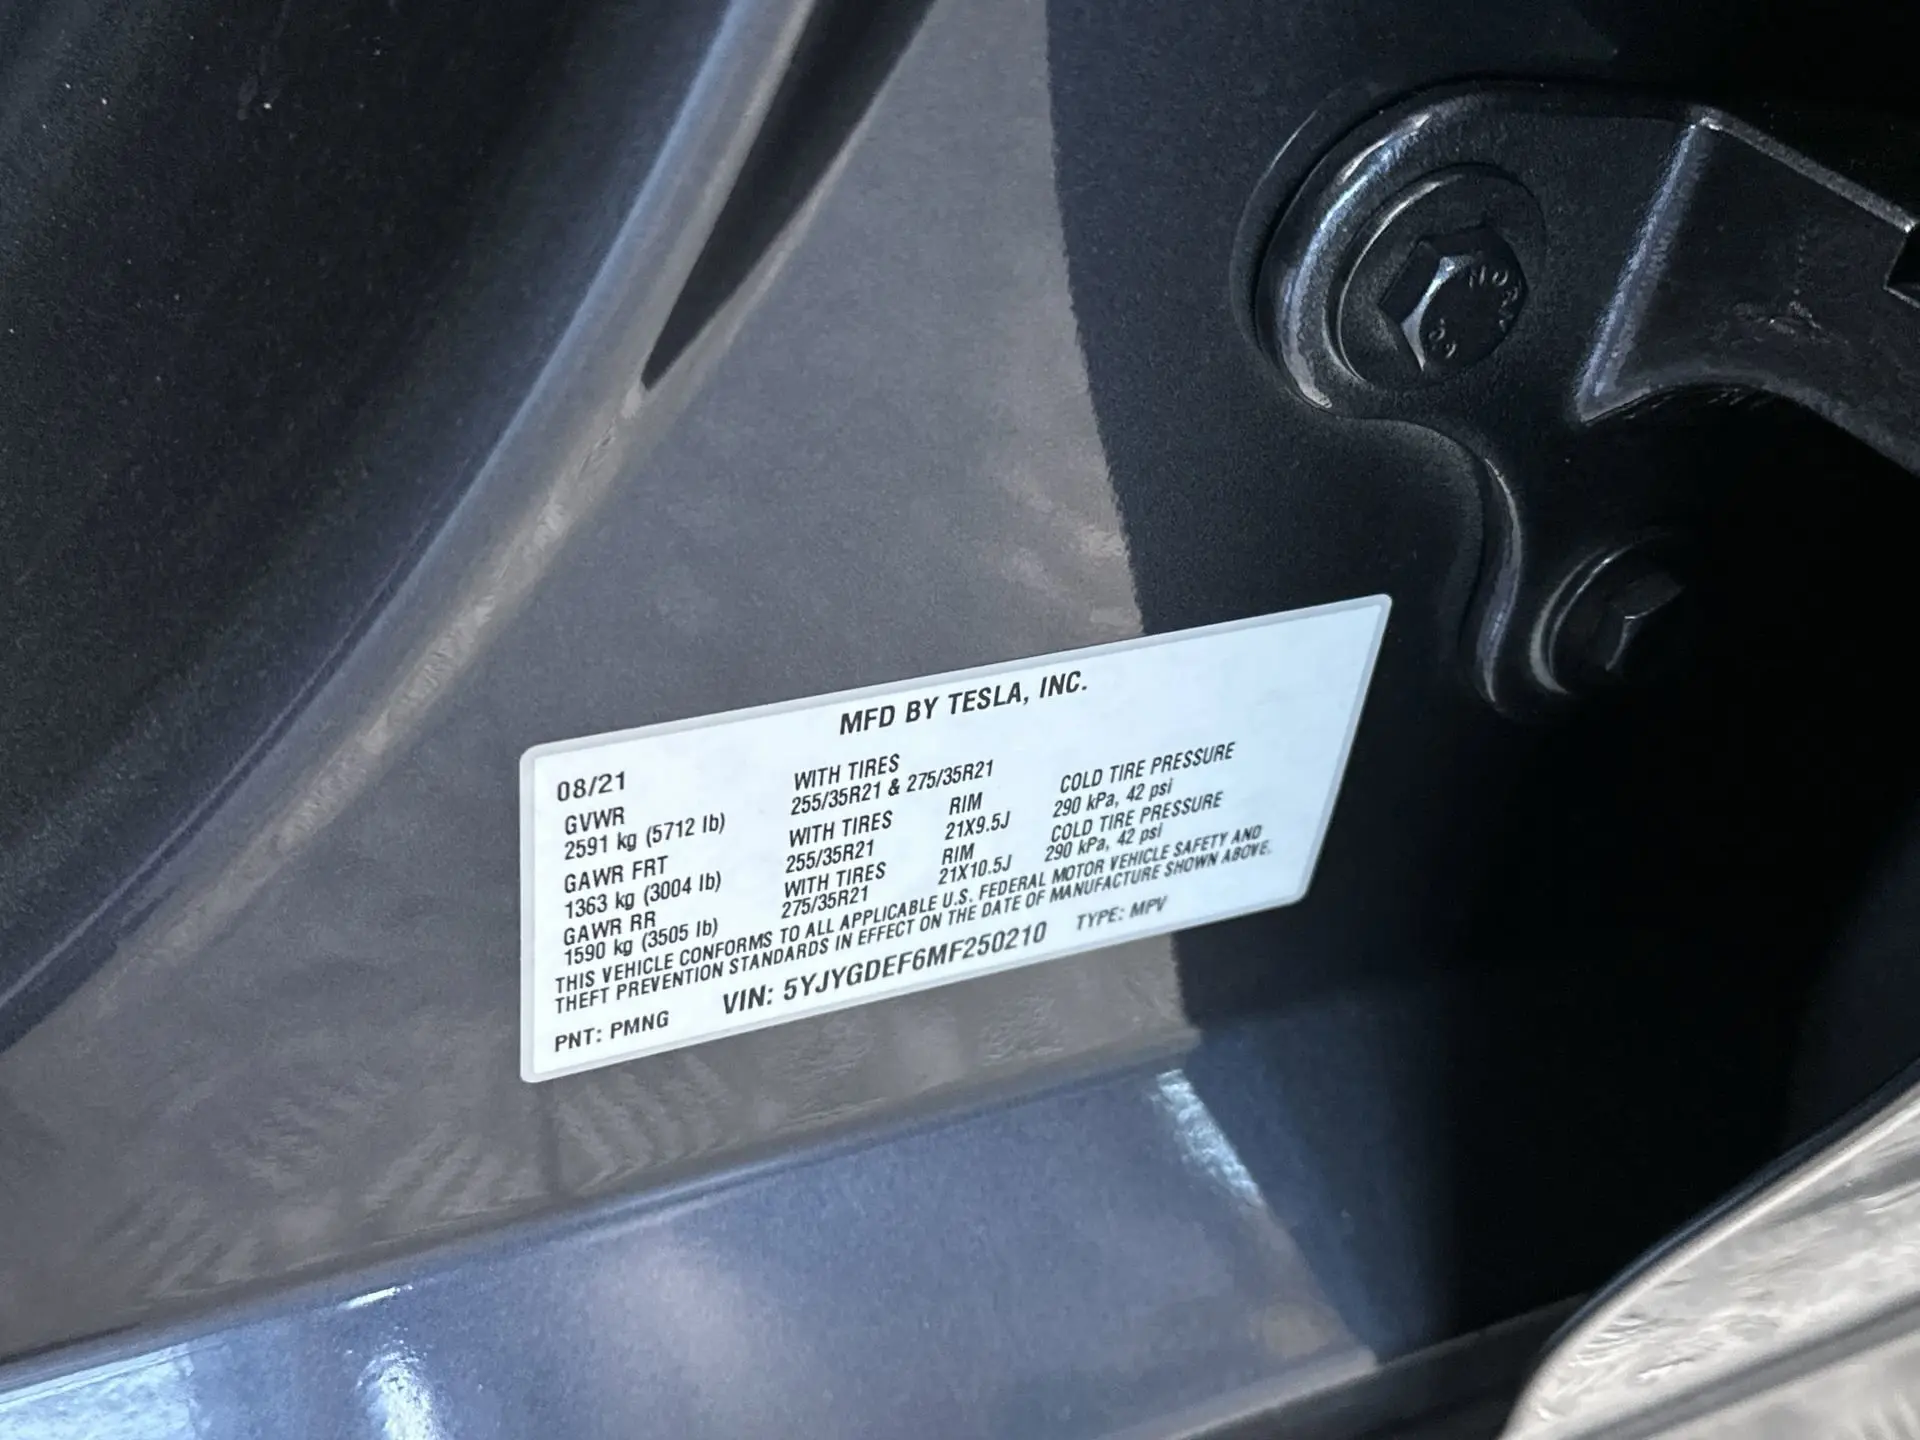 MFD BY TESLA, INC.
08/21
GVWR
2591 kg (5712 lb)
GAWR FRT
1363 kg (3004 lb)
GAWR RR
1590 kg (3505 lb)
WITH TIRES
255/35R21 & 275/35R21
WITH TIRES
255/35R21
WITH TIRES
275/35R21
RIM
21X9.5J
RIM
21X10.5J
COLD TIRE PRESSURE
290 kPa, 42 psi
COLD TIRE PRESSURE
290 kPa, 42 psi
THIS VEHICLE CONFORMS TO ALL APPLICABLE U.S. FEDERAL MOTOR VEHICLE SAFETY AND
THEFT PREVENTION STANDARDS IN EFFECT ON THE DATE OF MANUFACTURE SHOWN ABOVE.
PNT: PMNG VIN: 5YJYGDEF6MF250210 TYPE: MPV